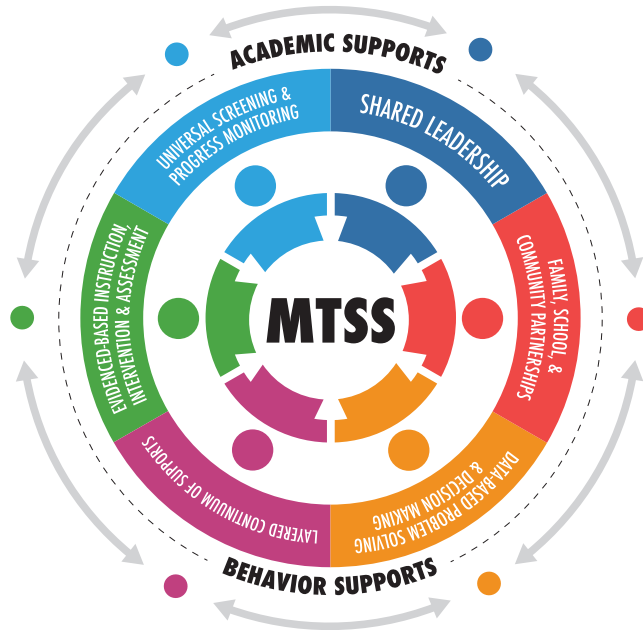 ACADEMIC SUPPORTS
UNIVERSAL SCREENING &
PROGRESS MONITORING
SHARED LEADERSHIP
FAMILY, SCHOOL, &
COMMUNITY PARTNERSHIPS
DATA-BASED PROBLEM SOLVING
& DECISION MAKING
LAYERED CONTINUUM OF SUPPORTS
EVIDENCED-BASED INSTRUCTION,
INTERVENTION & ASSESSMENT
MTSS
BEHAVIOR SUPPORTS